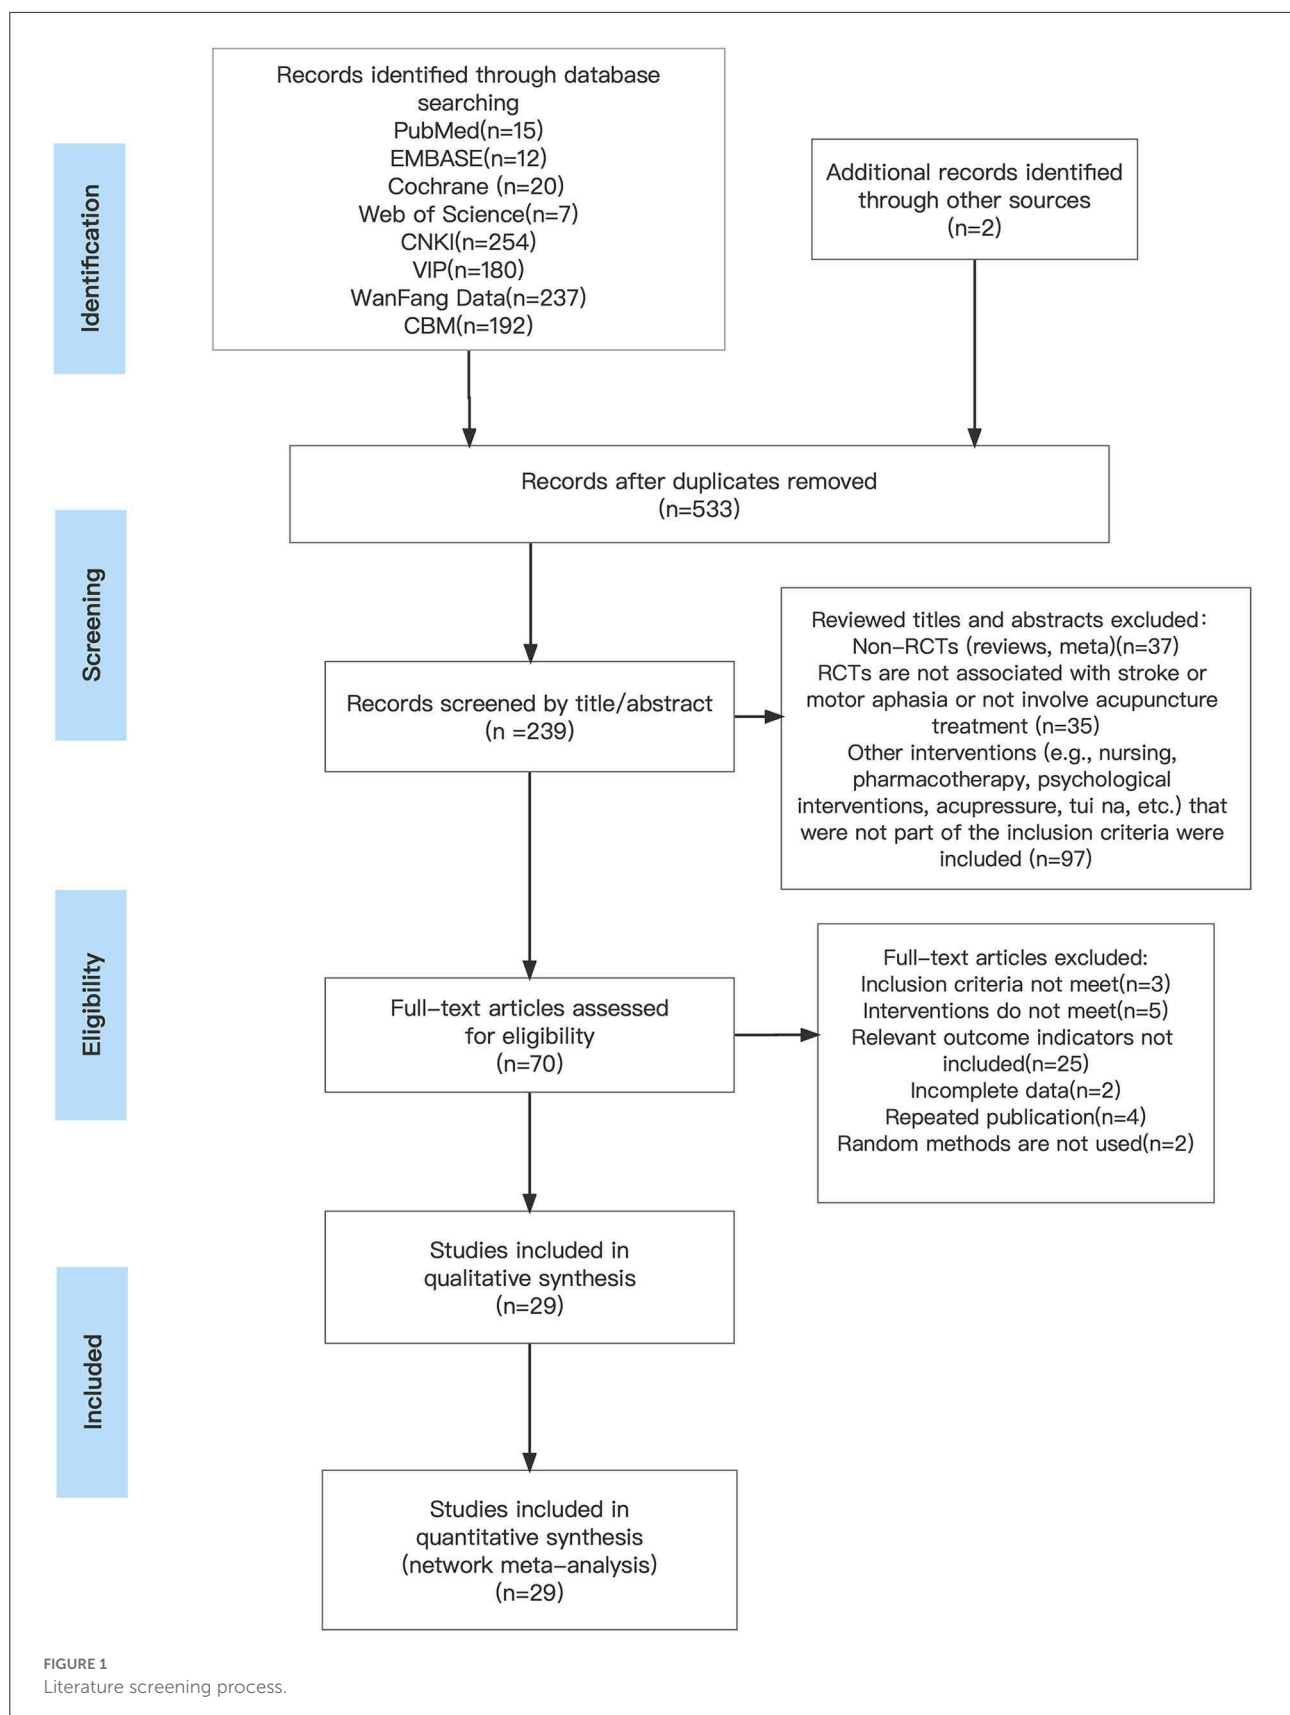 Records identified through database
searching
PubMed(n=15)
EMBASE(n=12)
Cochrane (n=20)
Web of Science(n=7)
CNKI(n=254)
VIP(n=180)
WanFang Data(n=237)
CBM(n=192)
Additional records identified
through other sources
(n=2)
Identification
Records after duplicates removed
(n=533)
Screening
Records screened by title/abstract
(n =239)
Reviewed titles and abstracts excluded:
Non-RCTs (reviews, meta)(n=37)
RCTs are not associated with stroke or
motor aphasia or not involve acupuncture
treatment (n=35)
Other interventions (e.g., nursing,
pharmacotherapy, psychological
interventions, acupressure, tui na, etc.) that
were not part of the inclusion criteria were
included (n=97)
Eligibility
Full-text articles assessed
for eligibility
(n=70)
Full-text articles excluded:
Inclusion criteria not meet(n=3)
Interventions do not meet(n=5)
Relevant outcome indicators not
included(n=25)
Incomplete data(n=2)
Repeated publication(n=4)
Random methods are not used(n=2)
Studies included in
qualitative synthesis
(n=29)
Included
Studies included in
quantitative synthesis
(network meta-analysis)
(n=29)
FIGURE 1
Literature screening process.